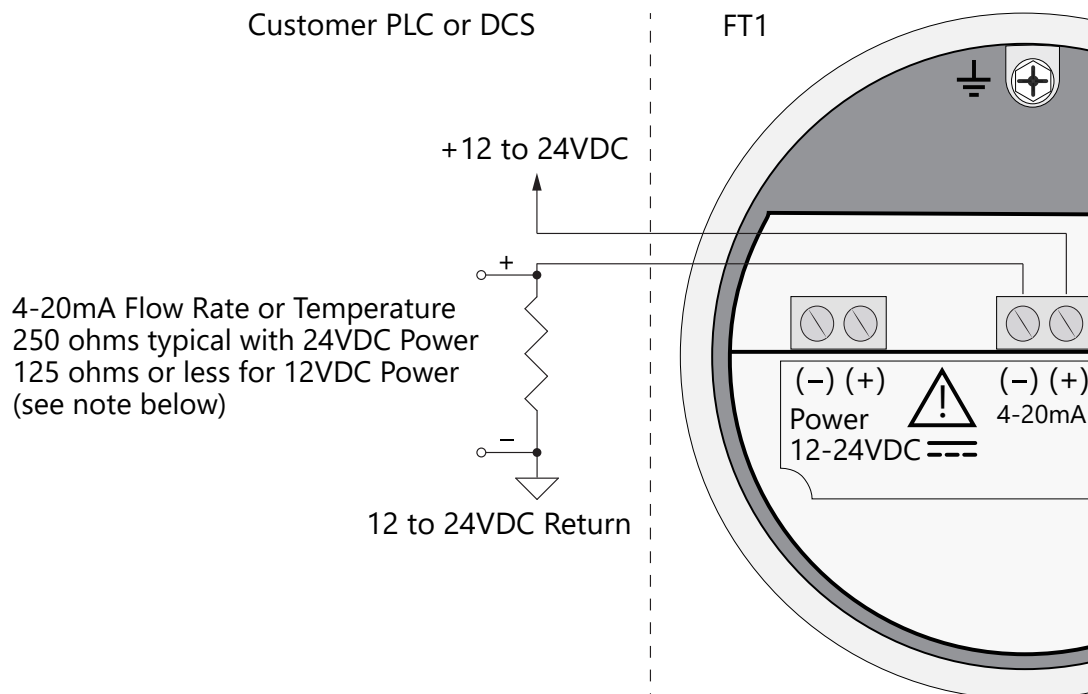 Customer PLC or DCS
FT1
+12 to 24VDC
+
4-20mA Flow Rate or Temperature
250 ohms typical with 24VDC Power
125 ohms or less for 12VDC Power
(see note below)
–
12 to 24VDC Return
(–) (+)
Power
12-24VDC
!
(–) (+)
4-20mA